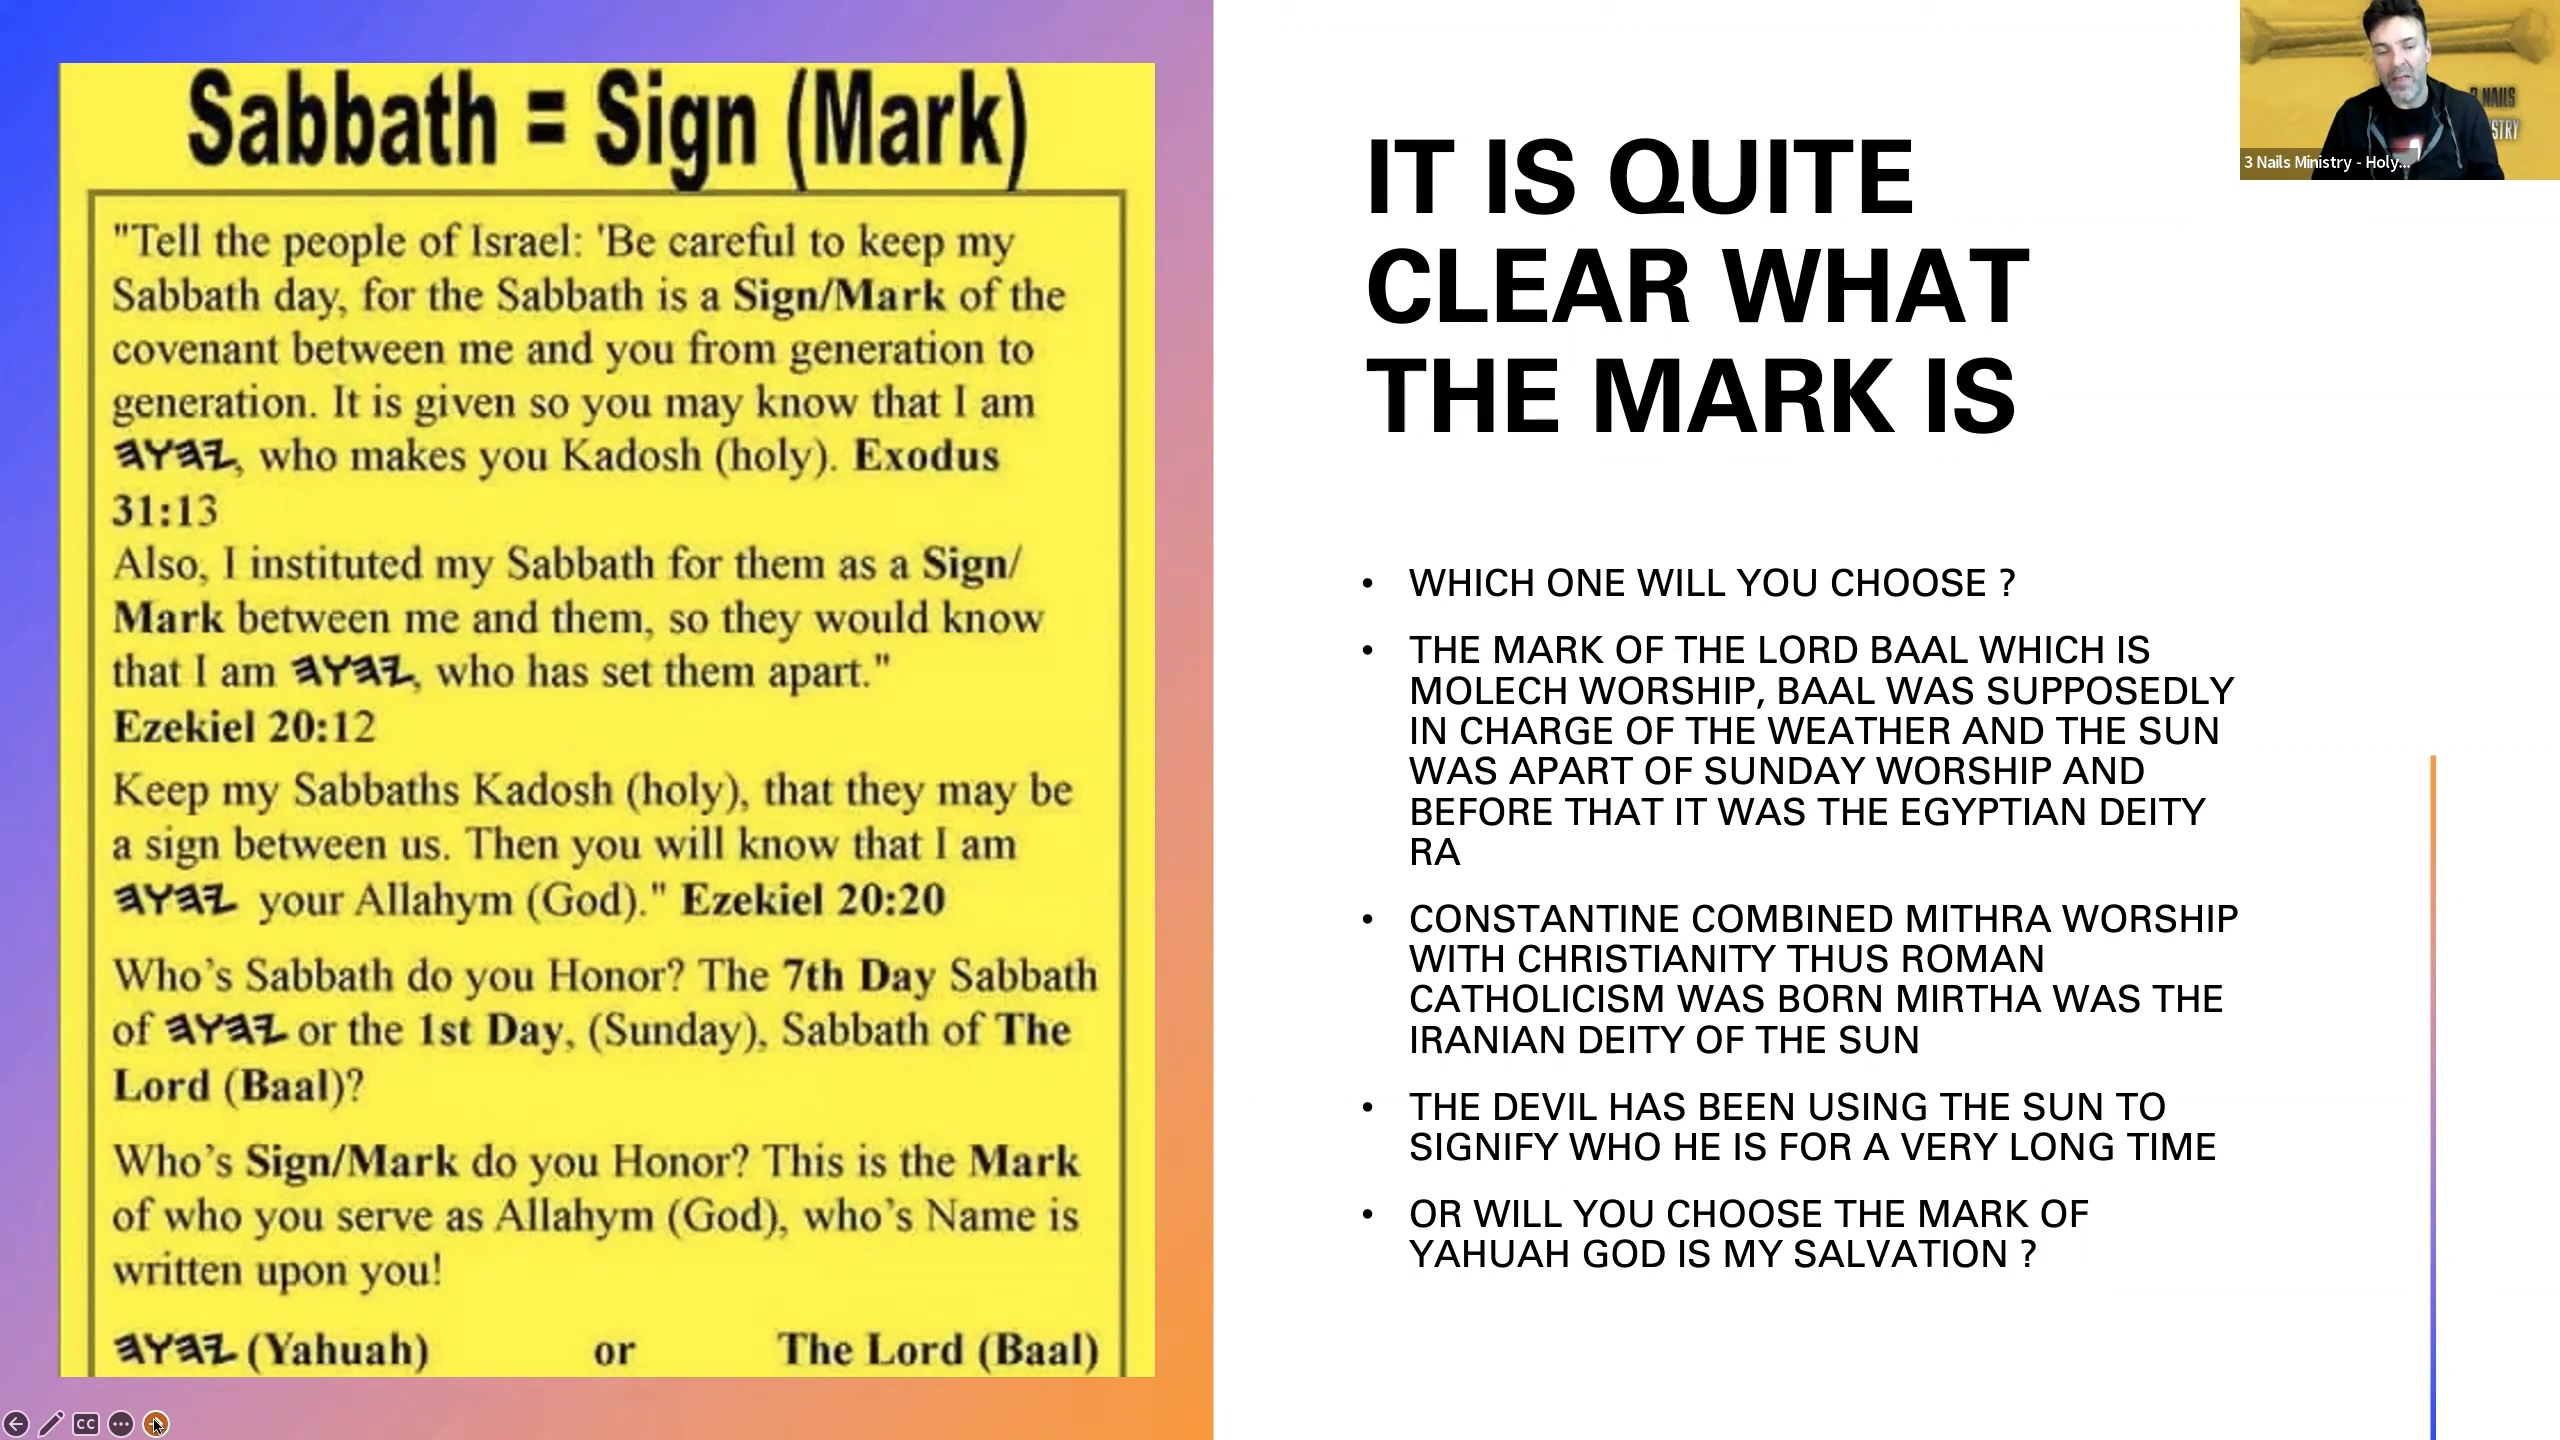 Sabbath = Sign (Mark)
"Tell the people of Israel: 'Be careful to keep my
Sabbath day, for the Sabbath is a Sign/Mark of the
covenant between me and you from generation to
generation. It is given so you may know that I am
𐤉𐤄𐤅𐤄, who makes you Kadosh (holy). Exodus
31:13
Also, I instituted my Sabbath for them as a Sign/
Mark between me and them, so they would know
that I am 𐤉𐤄𐤅𐤄, who has set them apart."
Ezekiel 20:12
Keep my Sabbaths Kadosh (holy), that they may be
a sign between us. Then you will know that I am
𐤉𐤄𐤅𐤄 your Allahym (God)." Ezekiel 20:20
Who's Sabbath do you Honor? The 7th Day Sabbath
of 𐤉𐤄𐤅𐤄 or the 1st Day, (Sunday), Sabbath of The
Lord (Baal)?
Who's Sign/Mark do you Honor? This is the Mark
of who you serve as Allahym (God), who's Name is
written upon you!
𐤉𐤄𐤅𐤄 (Yahuah) or The Lord (Baal)
IT IS QUITE
CLEAR WHAT
THE MARK IS
• WHICH ONE WILL YOU CHOOSE ?
• THE MARK OF THE LORD BAAL WHICH IS
MOLECH WORSHIP, BAAL WAS SUPPOSEDLY
IN CHARGE OF THE WEATHER AND THE SUN
WAS APART OF SUNDAY WORSHIP AND
BEFORE THAT IT WAS THE EGYPTIAN DEITY
RA
• CONSTANTINE COMBINED MITHRA WORSHIP
WITH CHRISTIANITY THUS ROMAN
CATHOLICISM WAS BORN MIRTHA WAS THE
IRANIAN DEITY OF THE SUN
• THE DEVIL HAS BEEN USING THE SUN TO
SIGNIFY WHO HE IS FOR A VERY LONG TIME
• OR WILL YOU CHOOSE THE MARK OF
YAHUAH GOD IS MY SALVATION ?
NAILS
3 Nails Ministry - Holy...
CC